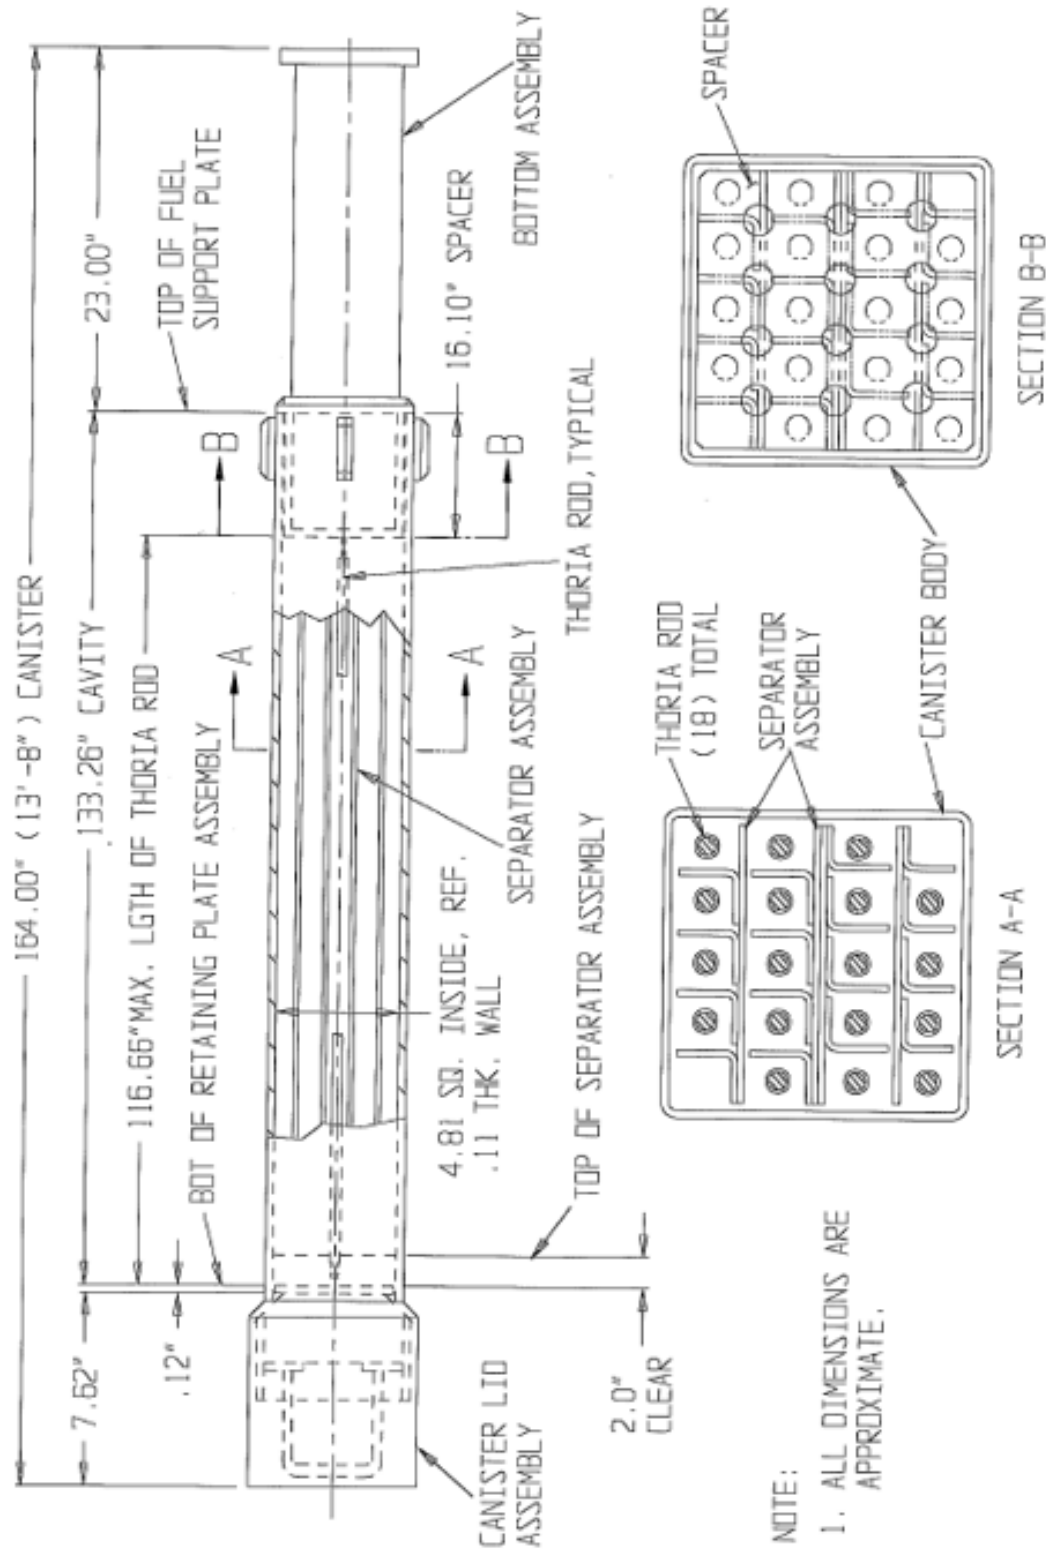 164.00" (13'-8") CANISTER
23.00"
133.26" CAVITY
TOP OF FUEL
SUPPORT PLATE
116.66"MAX. LGTH OF THORIA ROD
BOT OF RETAINING PLATE ASSEMBLY
7.62"
.12"
A
B
16.10" SPACER
BOTTOM ASSEMBLY
A
B
THORIA ROD,TYPICAL
SEPARATOR ASSEMBLY
4.81 SQ. INSIDE, REF.
.11 THK. WALL
TOP OF SEPARATOR ASSEMBLY
CANISTER LID
ASSEMBLY
2.0"
CLEAR
THORIA ROD
(18) TOTAL
SEPARATOR
ASSEMBLY
CANISTER BODY
SPACER
SECTION A-A
SECTION B-B
NOTE:
1. ALL DIMENSIONS ARE
APPROXIMATE.